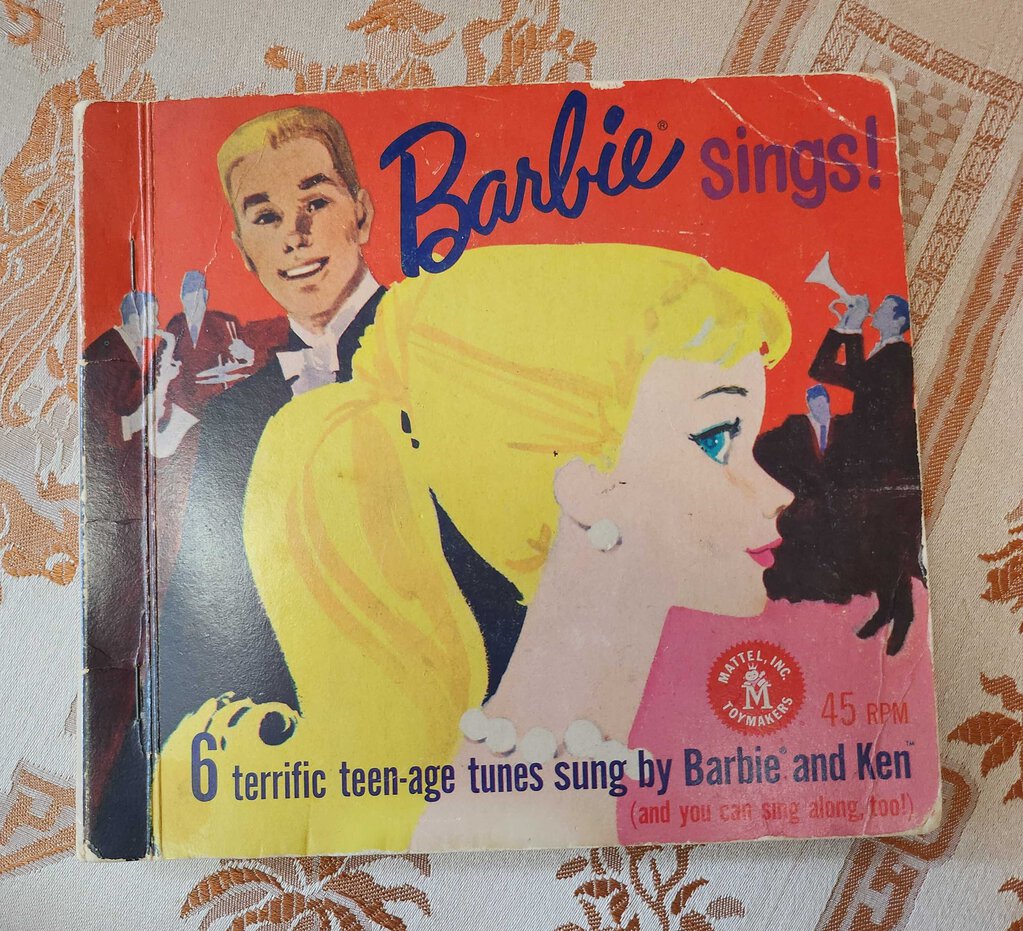 Barbie® sings!
MATTEL, INC.
M
TOYMAKERS
45 RPM
6 terrific teen-age tunes sung by Barbie® and Ken™
(and you can sing along, too!)